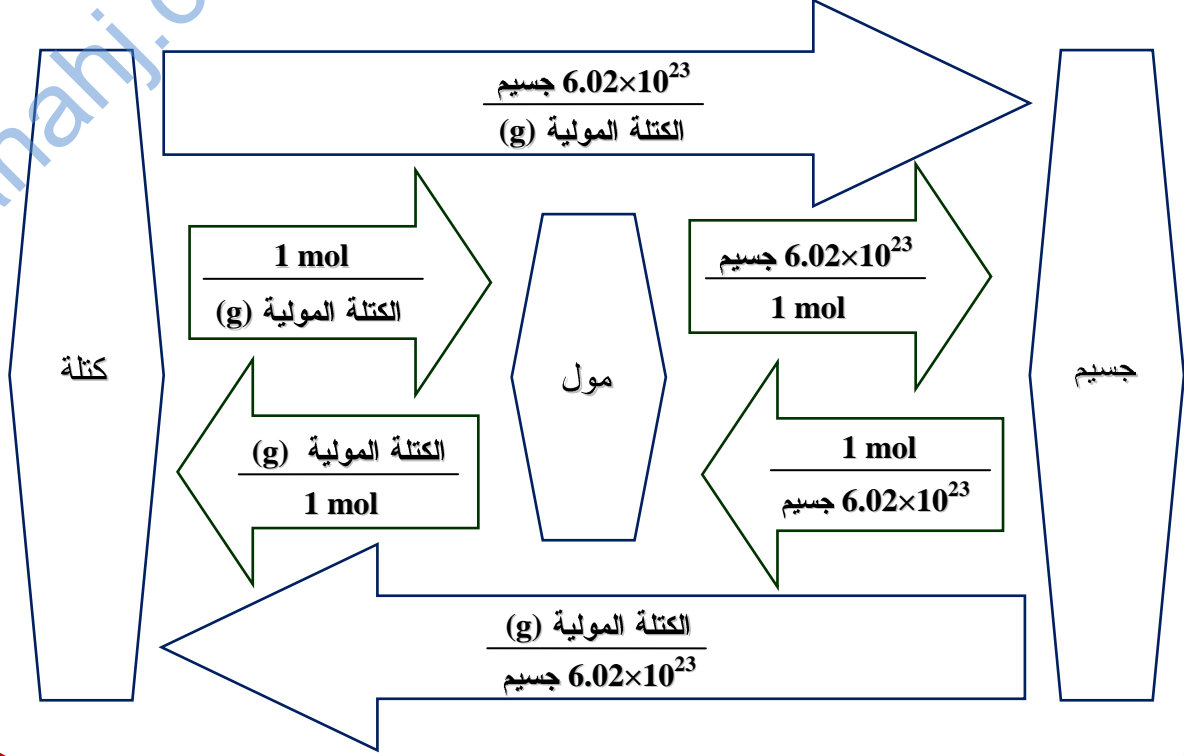 6.02×10²³ جسيم
الكتلة المولية (g)
1 mol
الكتلة المولية (g)
6.02×10²³ جسيم
1 mol
كتلة
مول
جسيم
الكتلة المولية (g)
1 mol
1 mol
6.02×10²³ جسيم
الكتلة المولية (g)
6.02×10²³ جسيم